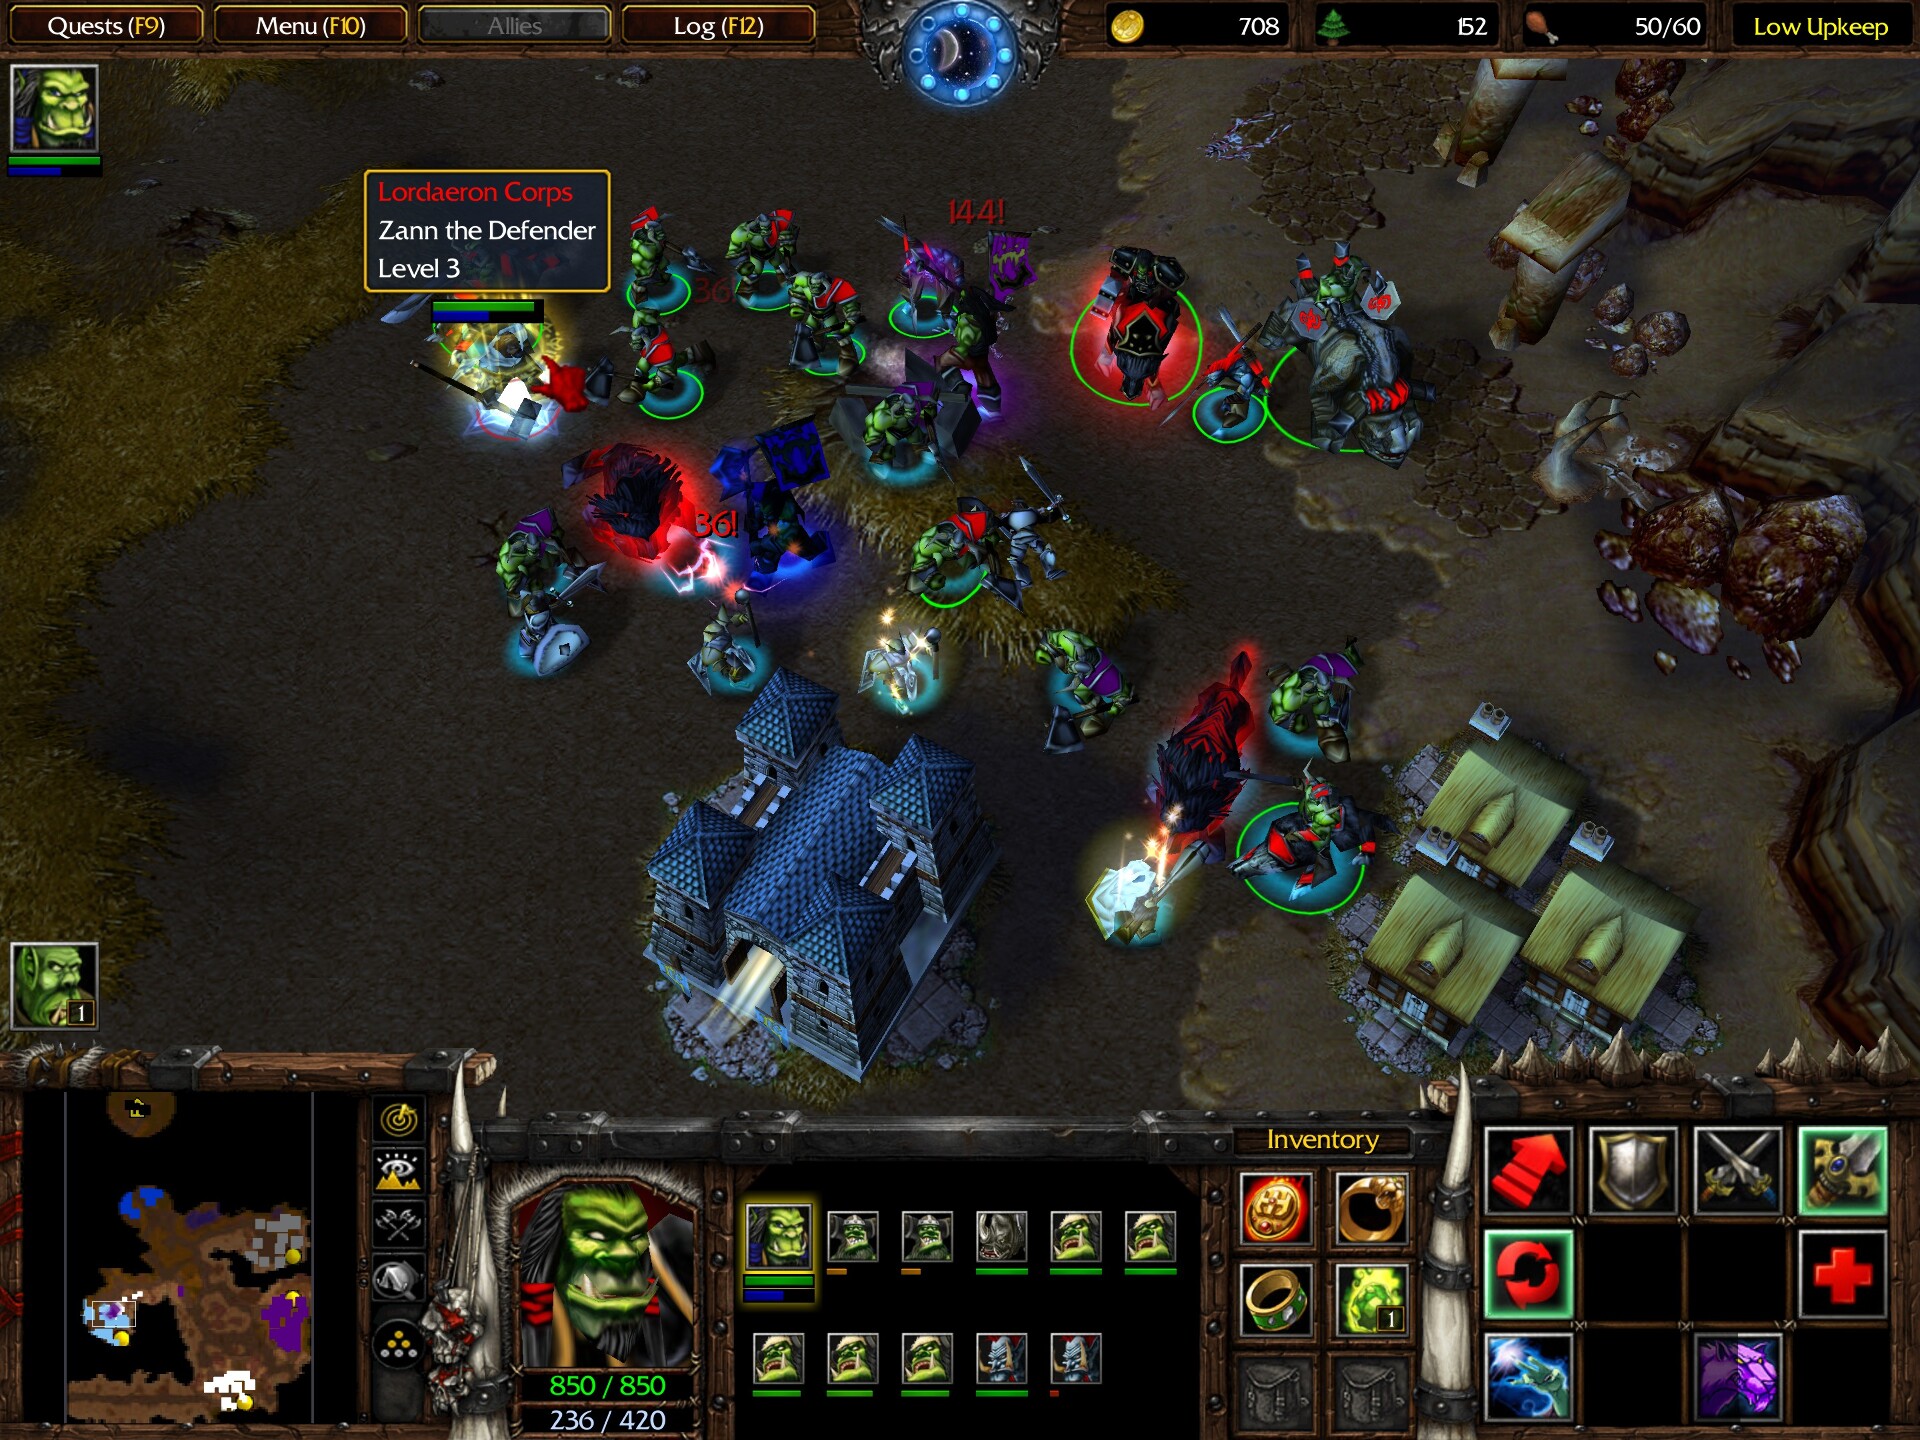 Quests (F9)
Menu (F10)
Allies
Log (F12)
708
152
50/60
Low Upkeep
Lordaeron Corps
Zann the Defender
Level 3
144!
36!
1
Inventory
1
850 / 850
236 / 420